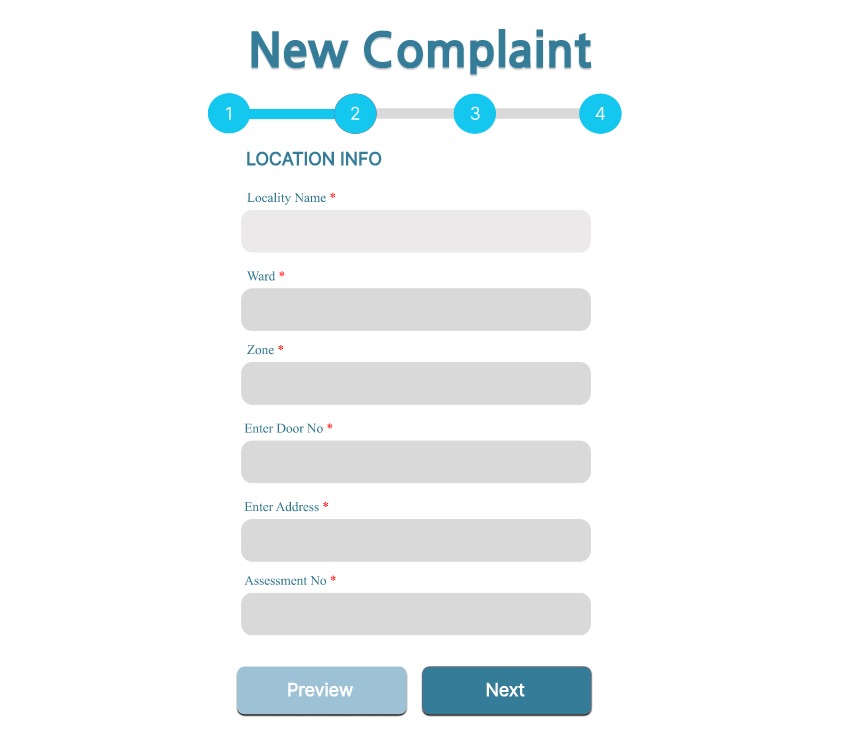 New Complaint
1 2 3 4
LOCATION INFO
Locality Name *
Ward *
Zone *
Enter Door No *
Enter Address *
Assessment No *
Preview Next